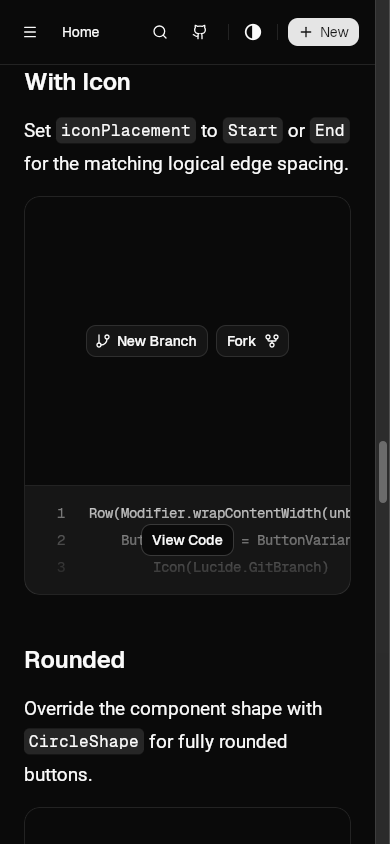 Home
New
With Icon
Set iconPlacement to Start or End
for the matching logical edge spacing.
New Branch
Fork
1 Row(Modifier.wrapContentWidth(unb
2 But View Code = ButtonVarian
3 Icon(Lucide.GitBranch)
Rounded
Override the component shape with
CircleShape for fully rounded
buttons.